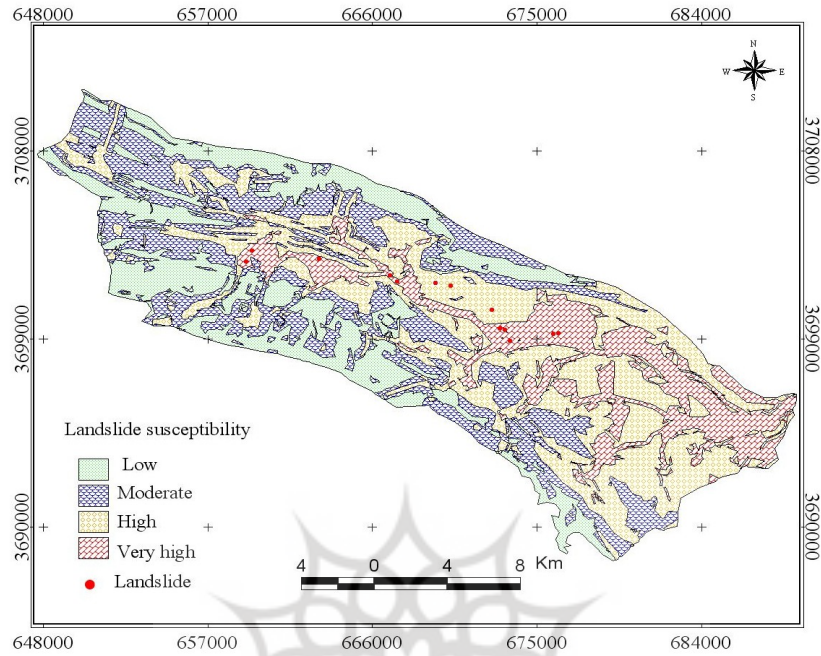 648000 657000 666000 675000 684000
N
W E
S
3708000 3708000
3699000 3699000
Landslide susceptibility
Low
Moderate
High
Very high
Landslide
3690000 3690000
4 0 4 8 Km
648000 657000 666000 675000 684000